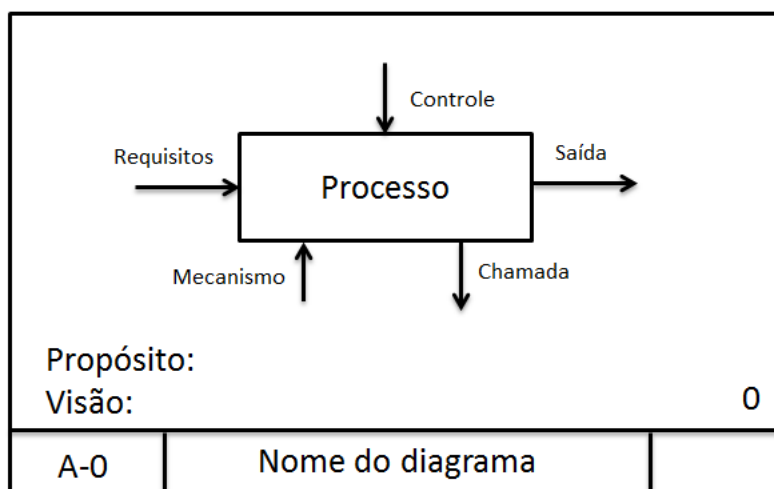 Controle
Requisitos
Saída
Processo
Mecanismo
Chamada
Propósito:
Visão:
0
A-0
Nome do diagrama